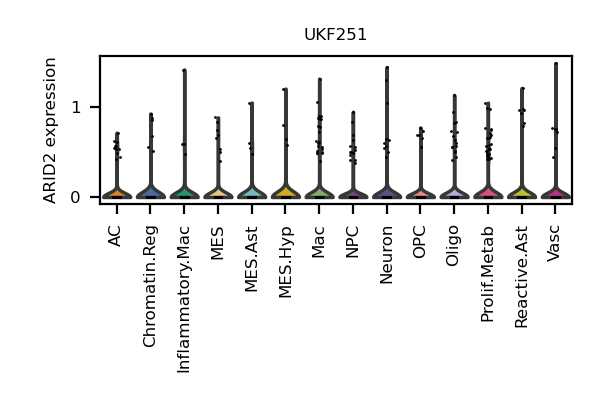 UKF251
ARID2 expression
1
0
AC
Chromatin.Reg
Inflammatory.Mac
MES
MES.Ast
MES.Hyp
Mac
NPC
Neuron
OPC
Oligo
Prolif.Metab
Reactive.Ast
Vasc